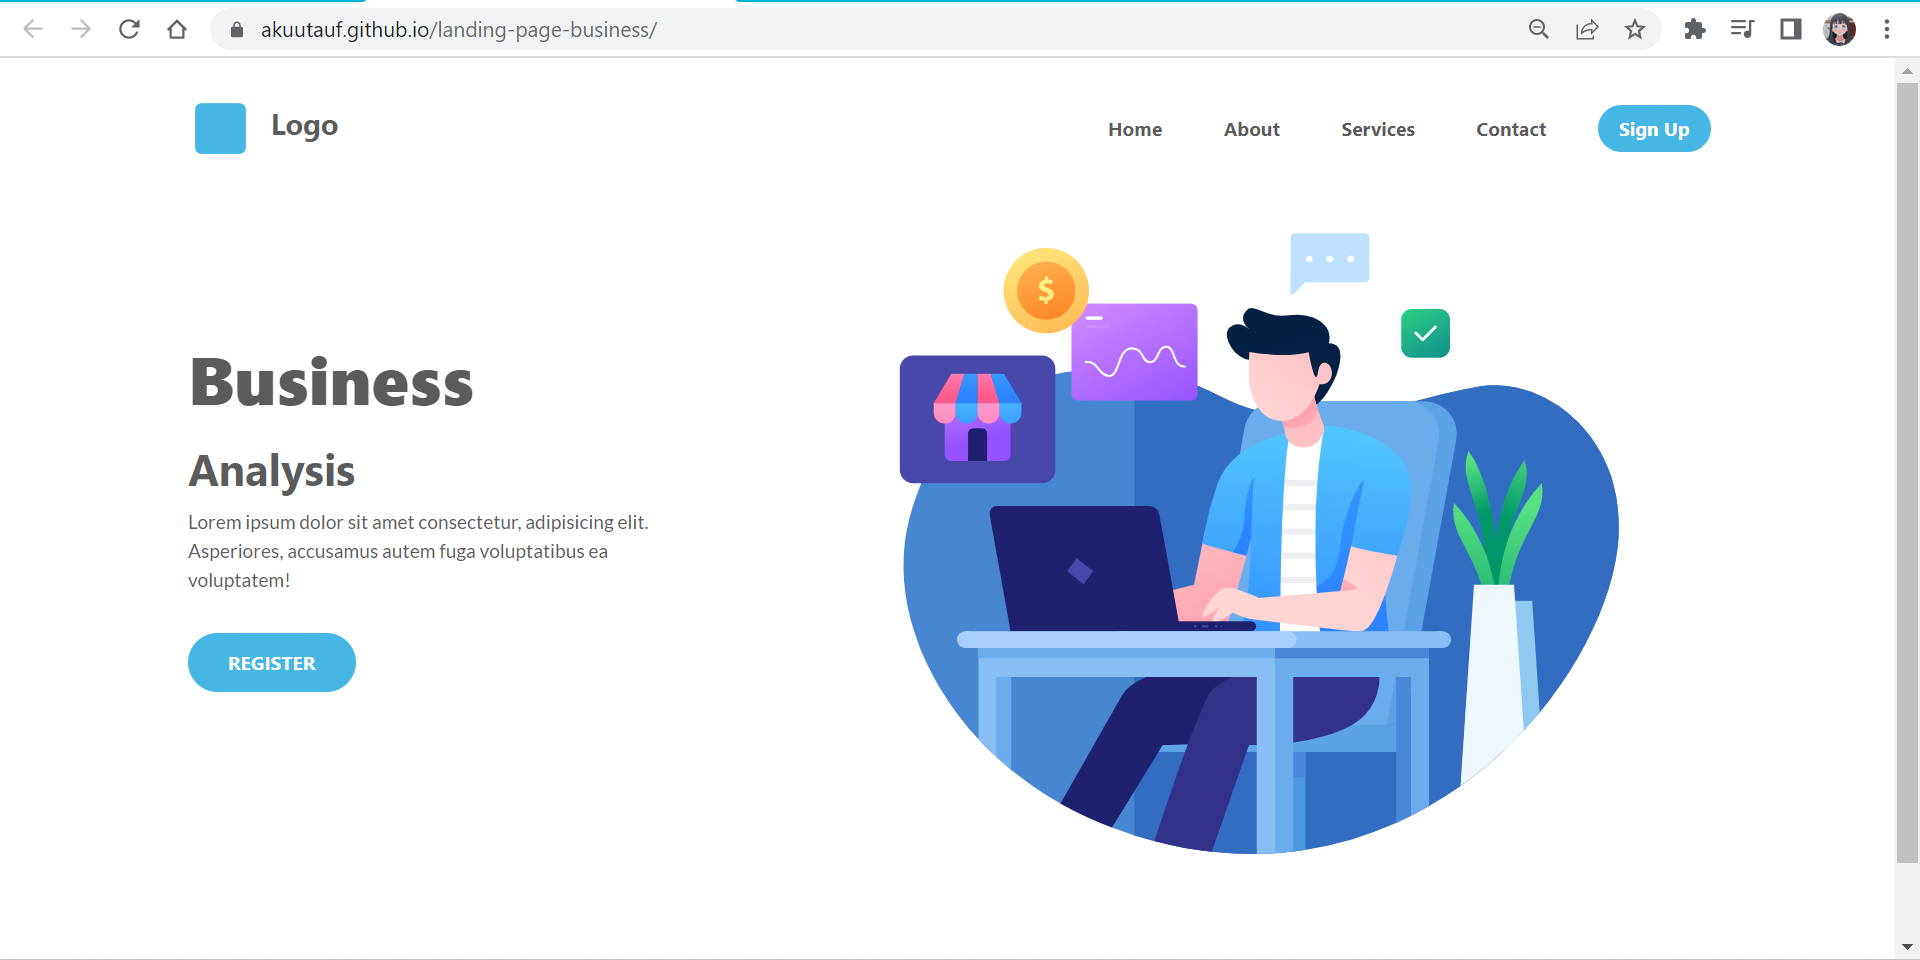 akuutauf.github.io/landing-page-business/
Logo
Home About Services Contact Sign Up
$
Business
Analysis
Lorem ipsum dolor sit amet consectetur, adipisicing elit.
Asperiores, accusamus autem fuga voluptatibus ea
voluptatem!
REGISTER